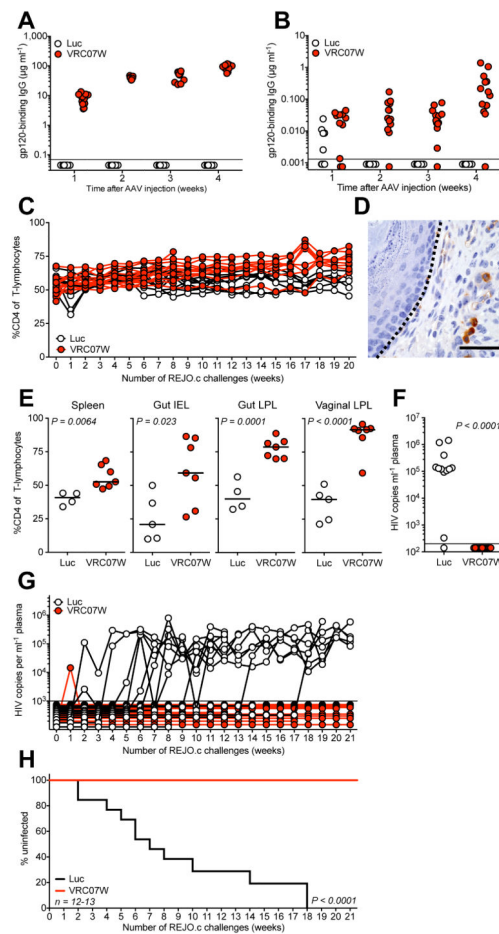 A
Luc
VRC07W
gp120-binding IgG (µg ml⁻¹)
1,000
100
10
1
0.1
1 2 3 4
Time after AAV injection (weeks)
B
Luc
VRC07W
gp120-binding IgG (µg ml⁻¹)
10
1
0.100
0.010
0.001
1 2 3 4
Time after AAV injection (weeks)
C
%CD4 of T-lymphocytes
100
75
50
25
0
Luc
VRC07W
0 1 2 3 4 5 6 7 8 9 10 11 12 13 14 15 16 17 18 19 20
Number of REJO.c challenges (weeks)
D
E
%CD4 of T-lymphocytes
100
75
50
25
0
Spleen
P = 0.0064
Luc VRC07W
Gut IEL
P = 0.023
Luc VRC07W
Gut LPL
P = 0.0001
Luc VRC07W
Vaginal LPL
P < 0.0001
Luc VRC07W
F
HIV copies ml⁻¹ plasma
P < 0.0001
10⁷
10⁶
10⁵
10⁴
10³
10²
Luc VRC07W
G
Luc
VRC07W
HIV copies per ml⁻¹ plasma
10⁶
10⁵
10⁴
10³
0 1 2 3 4 5 6 7 8 9 10 11 12 13 14 15 16 17 18 19 20 21
Number of REJO.c challenges (weeks)
H
% uninfected
100
80
60
40
20
0
Luc
VRC07W
n = 12-13
P < 0.0001
0 1 2 3 4 5 6 7 8 9 10 11 12 13 14 15 16 17 18 19 20 21
Number of REJO.c challenges (weeks)